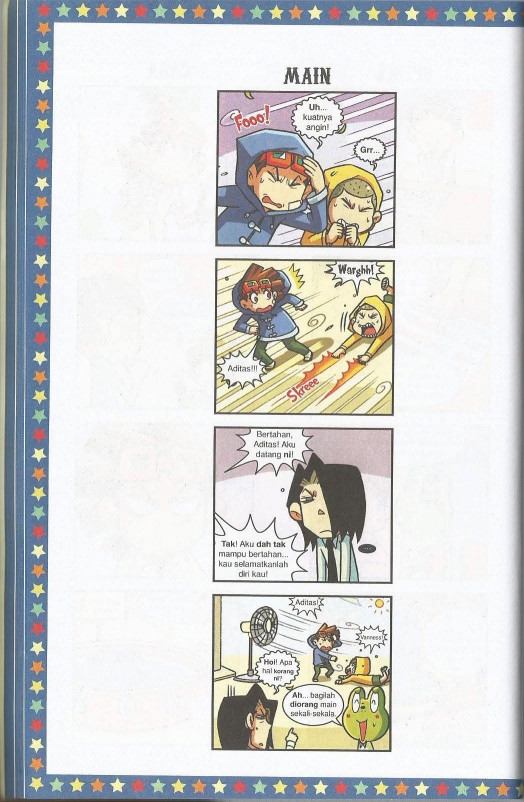 MAIN
Fooo!
Uh...
kuatnya
angin!
Grr...
Warghh!
Aditas!!!
Skreee
Bertahan,
Aditas! Aku
datang ni!
Tak! Aku dah tak
mampu bertahan...
kau selamatkanlah
diri kau!
...
Aditas!
Vanness!
Hoi! Apa
hal korang
ni?
Ah... bagilah
diorang main
sekali-sekala.